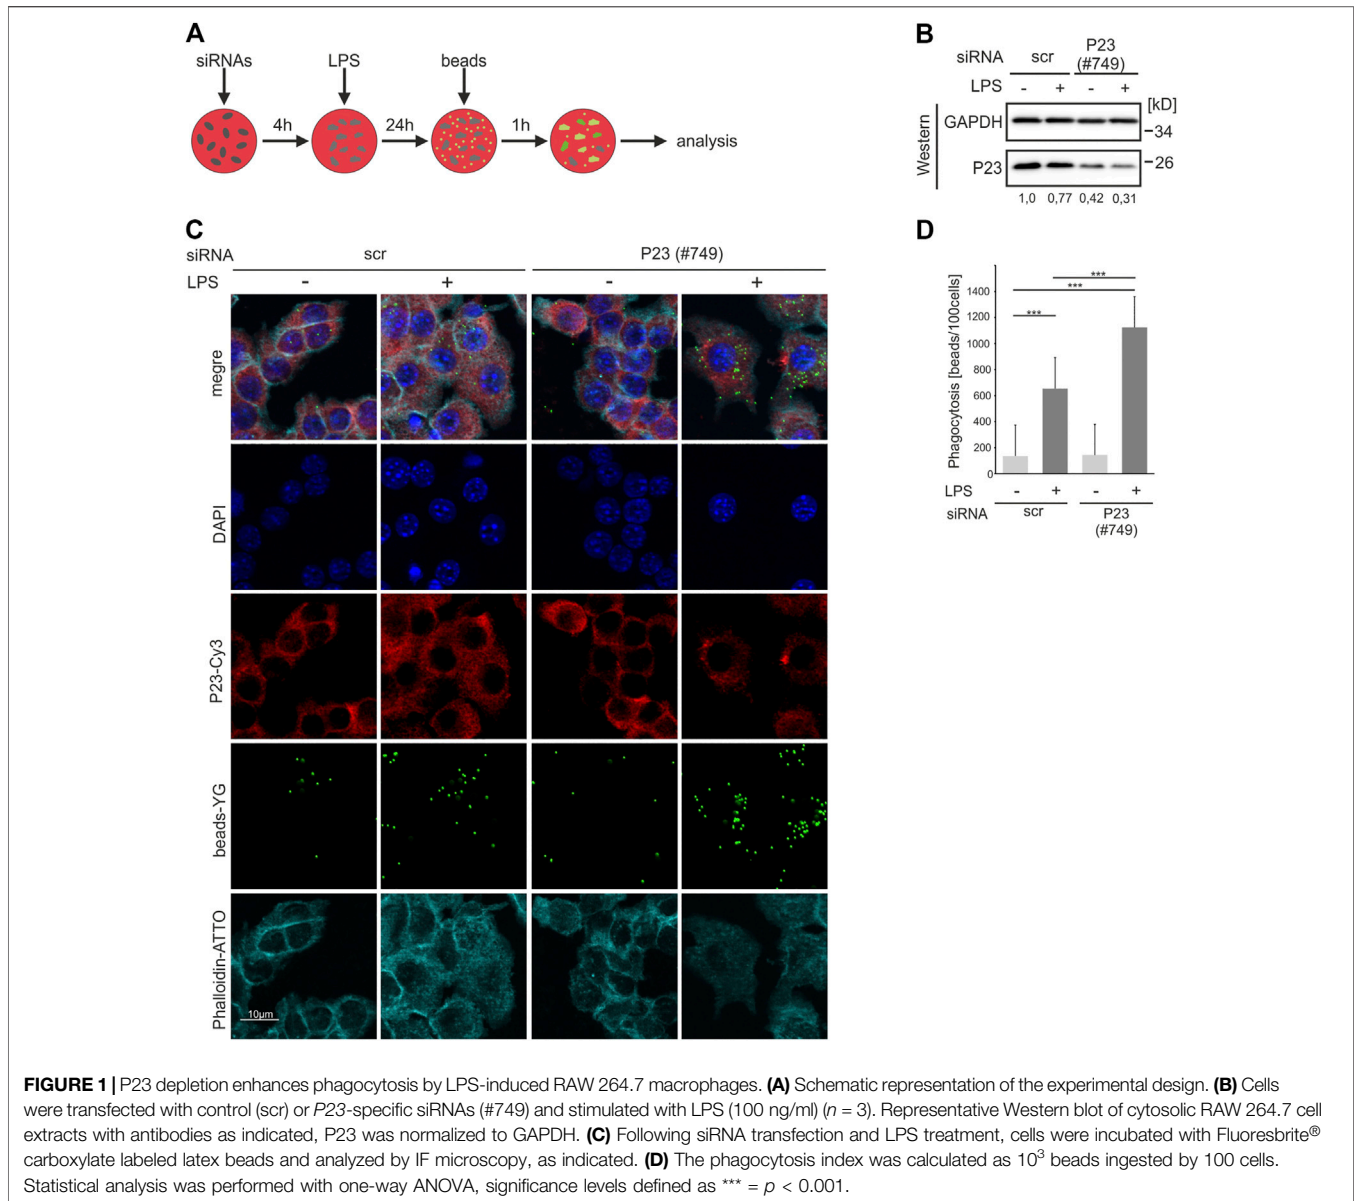 A
siRNAs
LPS
beads
4h
24h
1h
analysis
B
siRNA
scr
P23
(#749)
LPS
- + - +
[kD]
Western
GAPDH
34
P23
26
1,0 0,77 0,42 0,31
C
siRNA
scr
P23 (#749)
LPS
- + - +
megre
DAPI
P23-Cy3
beads-YG
Phalloidin-ATTO
10µm
D
Phagocytosis [beads/100cells]
1400
1200
1000
800
600
400
200
0
***
***
***
LPS
- + - +
siRNA
scr
P23
(#749)
FIGURE 1 | P23 depletion enhances phagocytosis by LPS-induced RAW 264.7 macrophages. (A) Schematic representation of the experimental design. (B) Cells
were transfected with control (scr) or P23-specific siRNAs (#749) and stimulated with LPS (100 ng/ml) (n = 3). Representative Western blot of cytosolic RAW 264.7 cell
extracts with antibodies as indicated, P23 was normalized to GAPDH. (C) Following siRNA transfection and LPS treatment, cells were incubated with Fluoresbrite®
carboxylate labeled latex beads and analyzed by IF microscopy, as indicated. (D) The phagocytosis index was calculated as 10³ beads ingested by 100 cells.
Statistical analysis was performed with one-way ANOVA, significance levels defined as *** = p < 0.001.